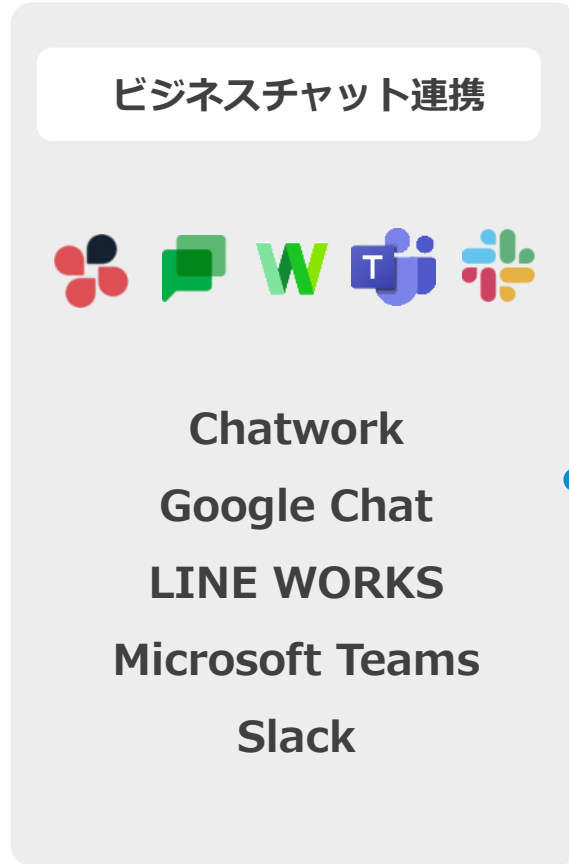 ビジネスチャット連携
T
Chatwork
Google Chat
LINE WORKS
Microsoft Teams
Slack